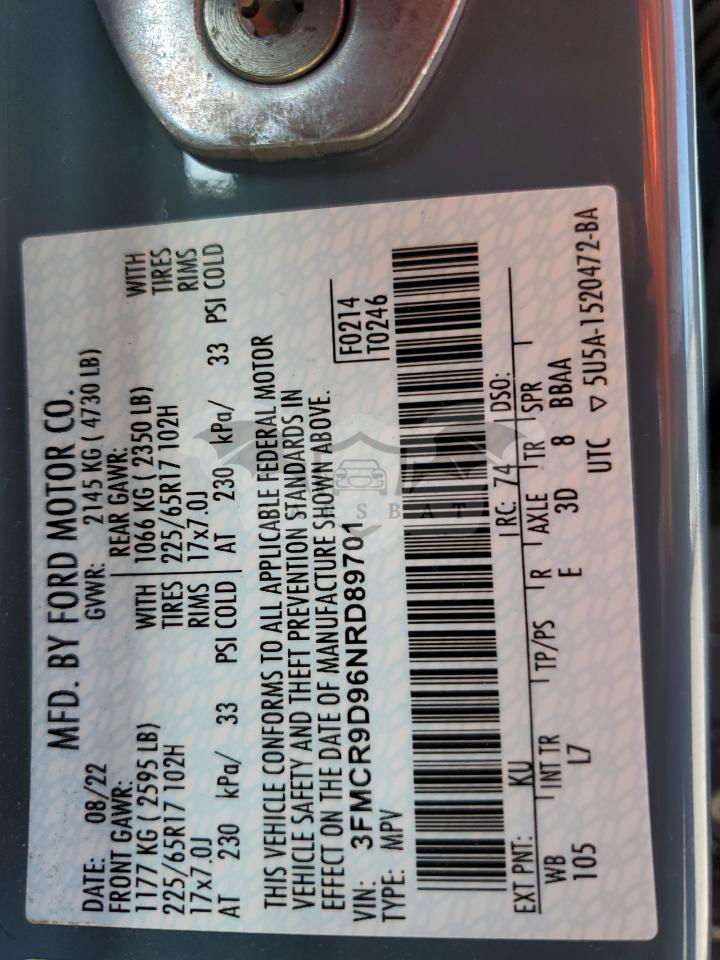 MFD. BY FORD MOTOR CO.
DATE: 08/22 GVWR: 2145 KG ( 4730 LB)
FRONT GAWR: REAR GAWR:
1177 KG ( 2595 LB) WITH 1066 KG ( 2350 LB) WITH
225/65R17 102H TIRES 225/65R17 102H TIRES
17x7.0J RIMS 17x7.0J RIMS
AT 230 kPa/ 33 PSI COLD AT 230 kPa/ 33 PSI COLD
THIS VEHICLE CONFORMS TO ALL APPLICABLE FEDERAL MOTOR
VEHICLE SAFETY AND THEFT PREVENTION STANDARDS IN
EFFECT ON THE DATE OF MANUFACTURE SHOWN ABOVE.
VIN: 3FMCR9D96NRD89701 F0214
TYPE: MPV T0246
EXT PNT: KU RC: 74 DSO:
WB INT TR TP/PS R AXLE TR SPR
105 L7 E 3D 8 BBAA
UTC ▽ 5U5A-1520472-BA